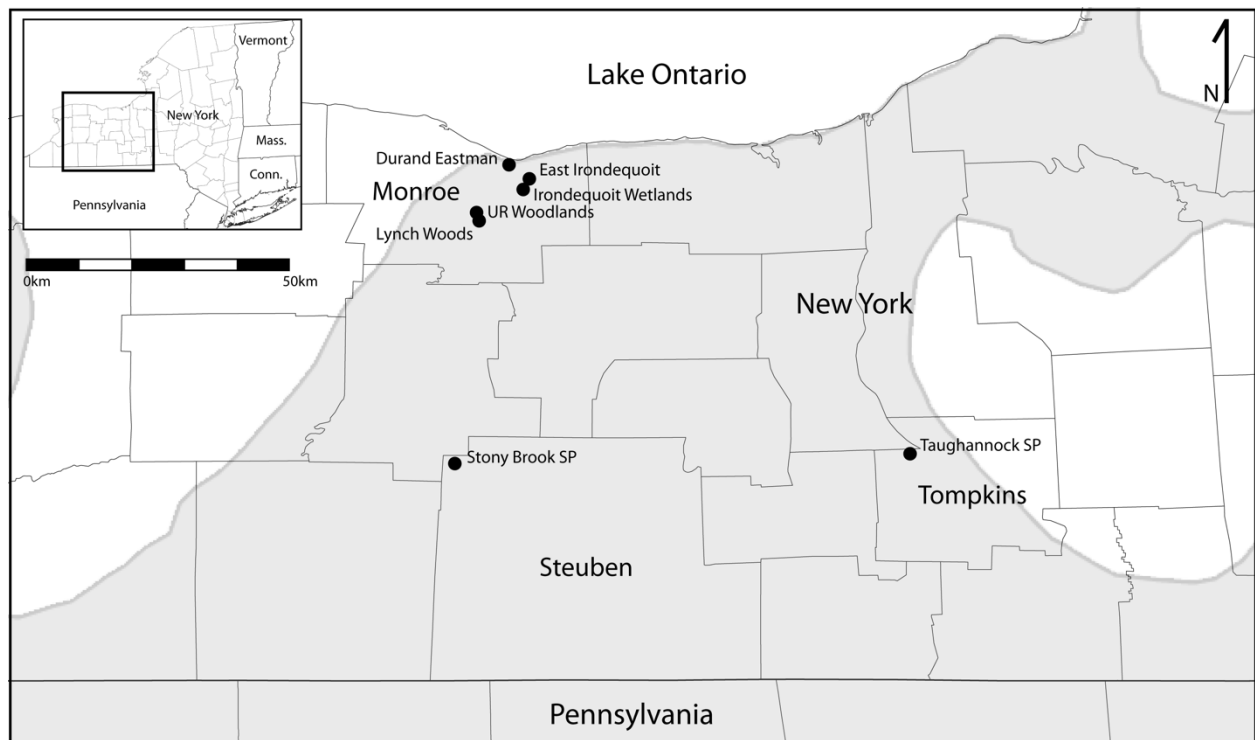 Vermont
New York
Mass.
Conn.
Pennsylvania
0km
50km
Lake Ontario
N
Durand Eastman
East Irondequoit
Monroe
Irondequoit Wetlands
UR Woodlands
Lynch Woods
New York
Stony Brook SP
Taughannock SP
Tompkins
Steuben
Pennsylvania